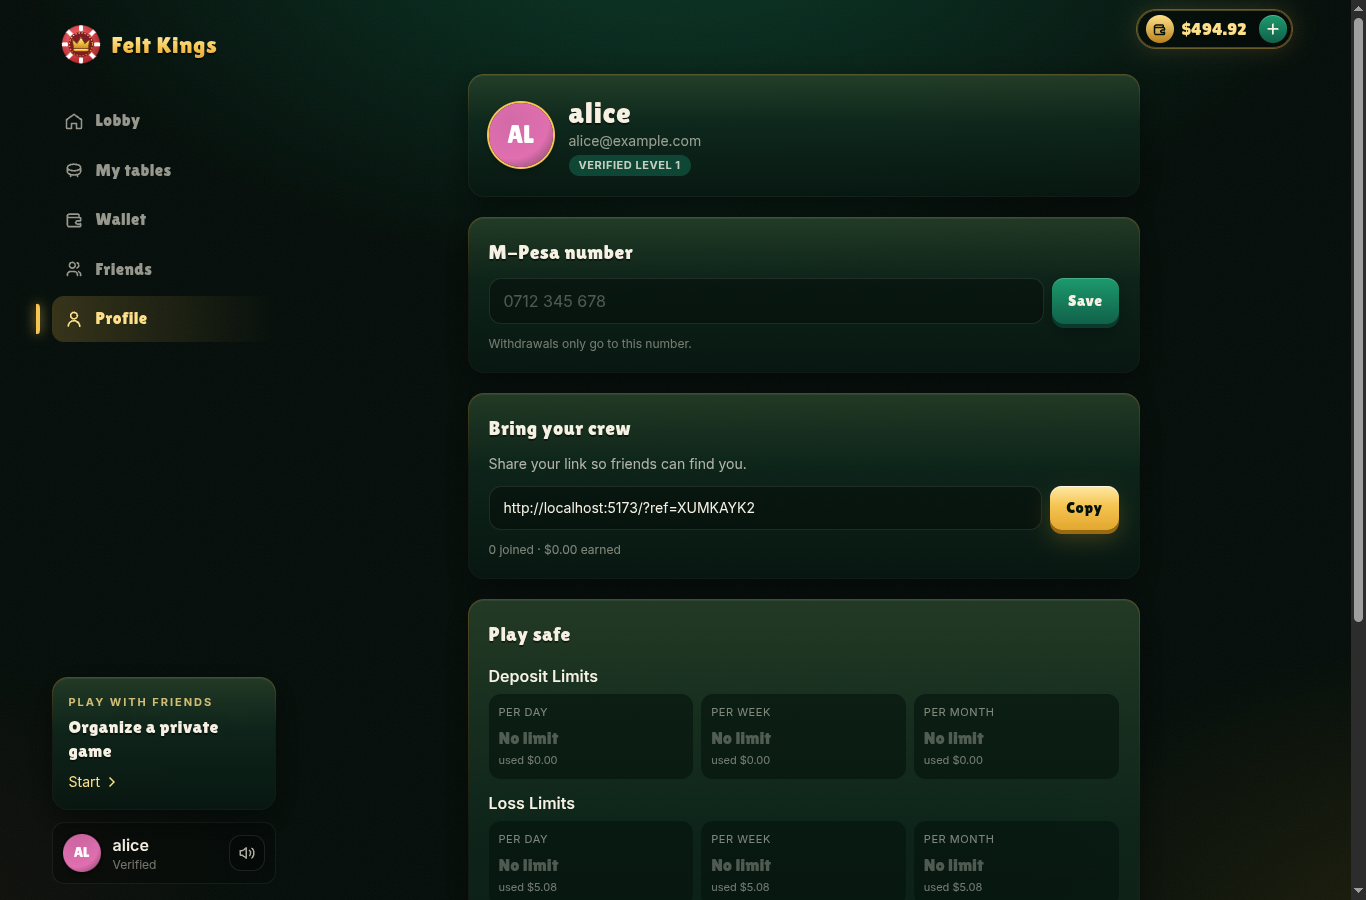 Felt Kings
$494.92
Lobby
My tables
Wallet
Friends
Profile
AL
alice
alice@example.com
VERIFIED LEVEL 1
M-Pesa number
0712 345 678
Save
Withdrawals only go to this number.
Bring your crew
Share your link so friends can find you.
http://localhost:5173/?ref=XUMKAYK2
Copy
0 joined · $0.00 earned
Play safe
Deposit Limits
PER DAY
No limit
used $0.00
PER WEEK
No limit
used $0.00
PER MONTH
No limit
used $0.00
Loss Limits
PER DAY
No limit
used $5.08
PER WEEK
No limit
used $5.08
PER MONTH
No limit
used $5.08
PLAY WITH FRIENDS
Organize a private
game
Start
AL
alice
Verified